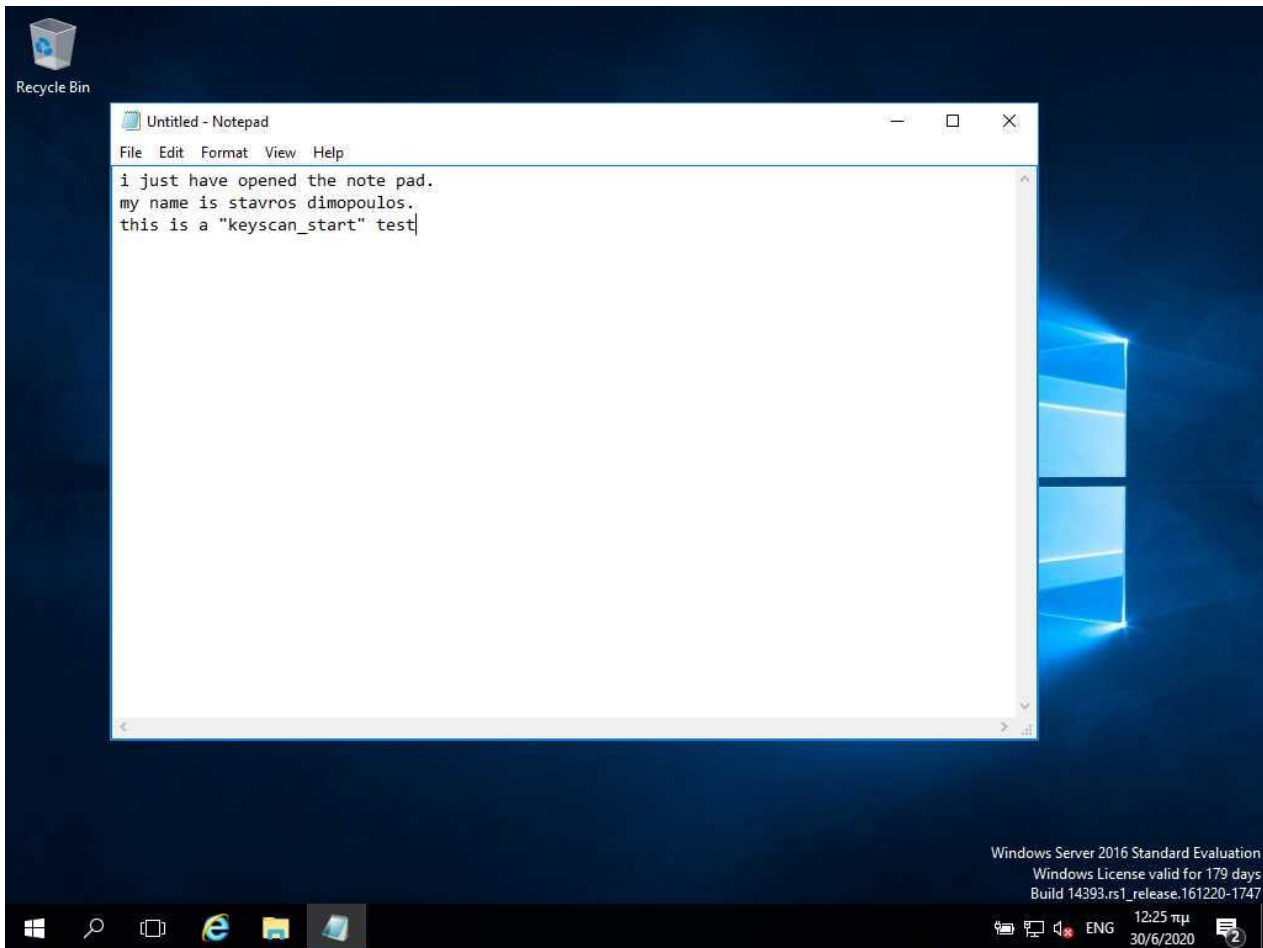 Recycle Bin
Untitled - Notepad
File Edit Format View Help
i just have opened the note pad.
my name is stavros dimopoulos.
this is a "keyscan_start" test
Windows Server 2016 Standard Evaluation
Windows License valid for 179 days
Build 14393.rs1_release.161220-1747
ENG
12:25 πμ
30/6/2020
2